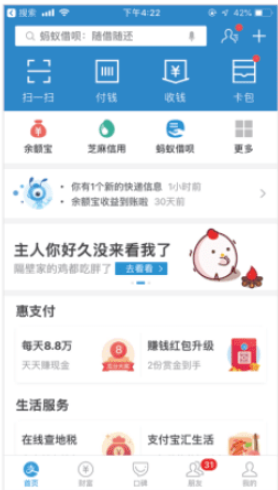 搜索 下午4:22 42%
蚂蚁借呗：随借随还
扫一扫 付钱 收钱 卡包
余额宝 芝麻信用 蚂蚁借呗 更多
你有1个新的快递信息 1小时前
余额宝收益到账啦 30天前
主人你好久没来看我了
隔壁家的鸡都吃胖了 去看看
惠支付
每天8.8万 赚钱红包升级
天天赚现金 2份赏金到手
8
生活服务
在线查地税 支付宝汇生活
31
首页 财富 口碑 朋友 我的